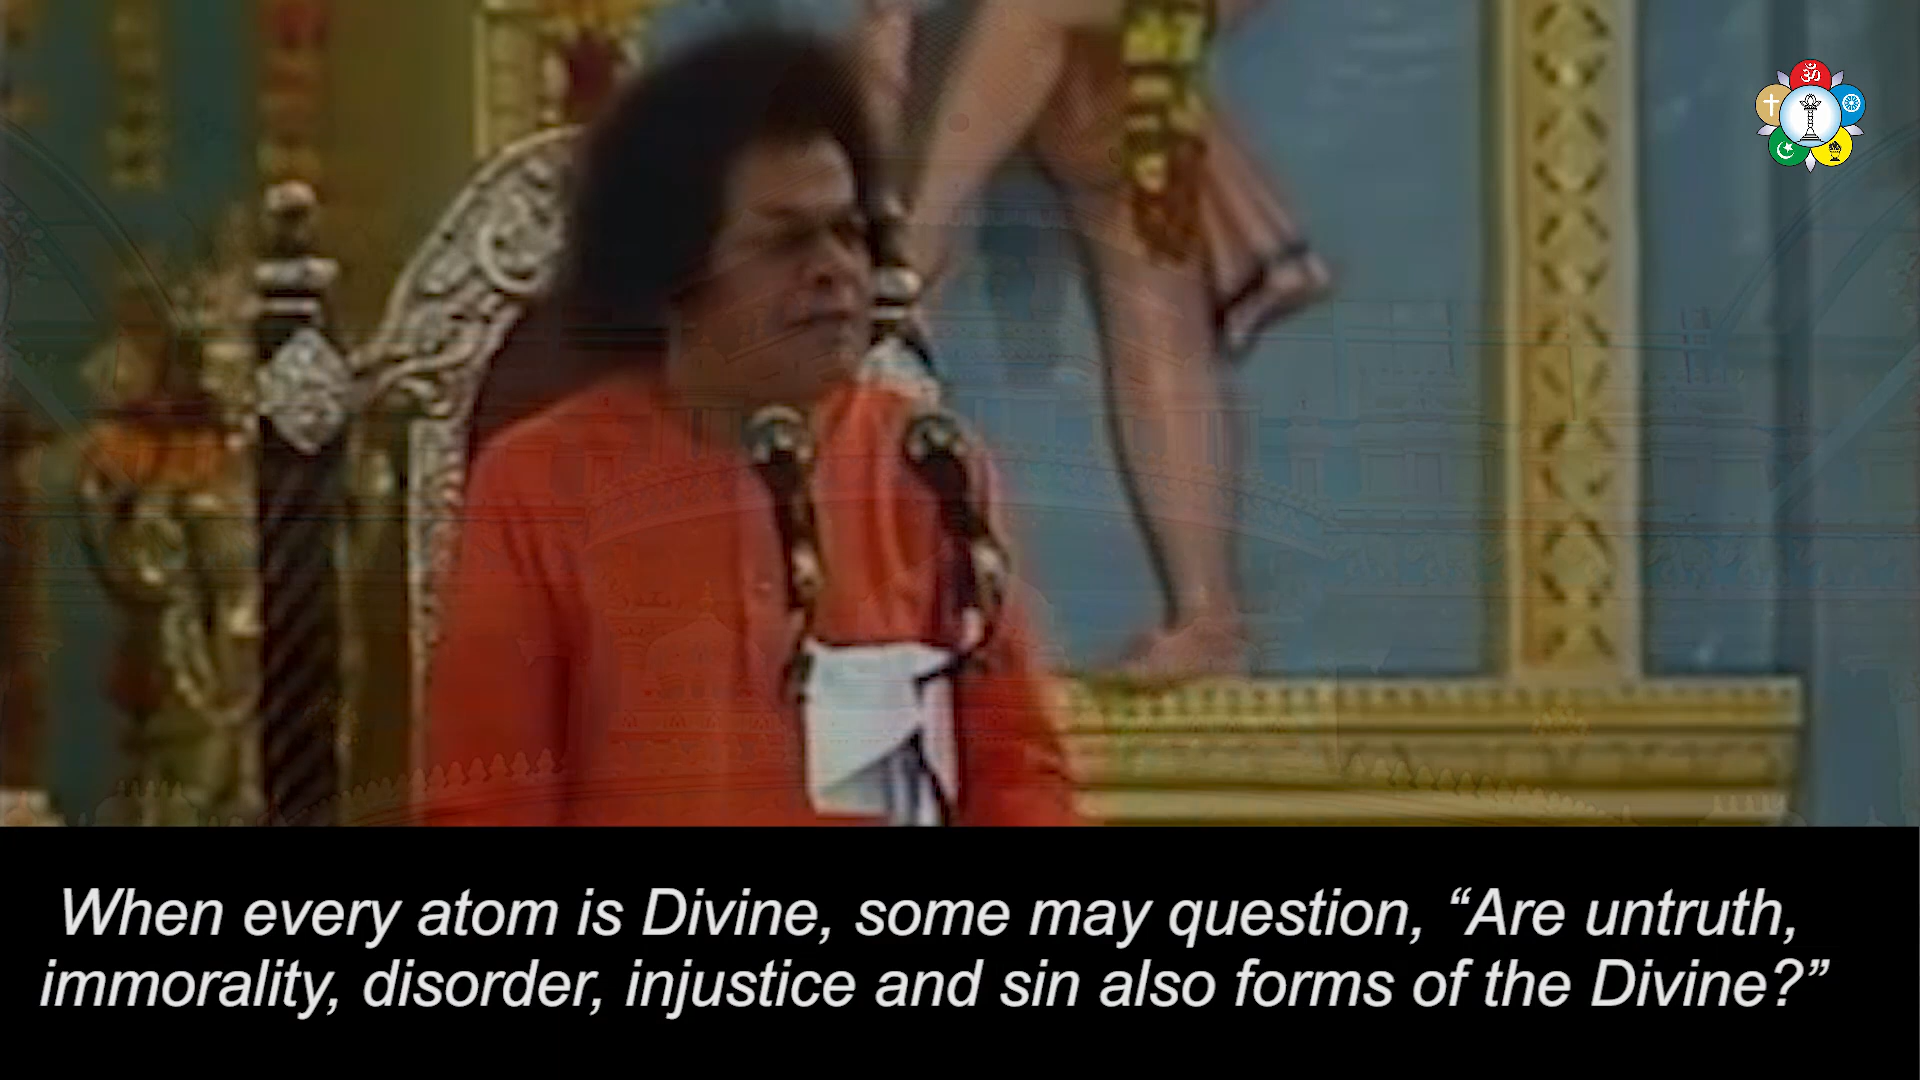 ॐ
When every atom is Divine, some may question, “Are untruth,
immorality, disorder, injustice and sin also forms of the Divine?”